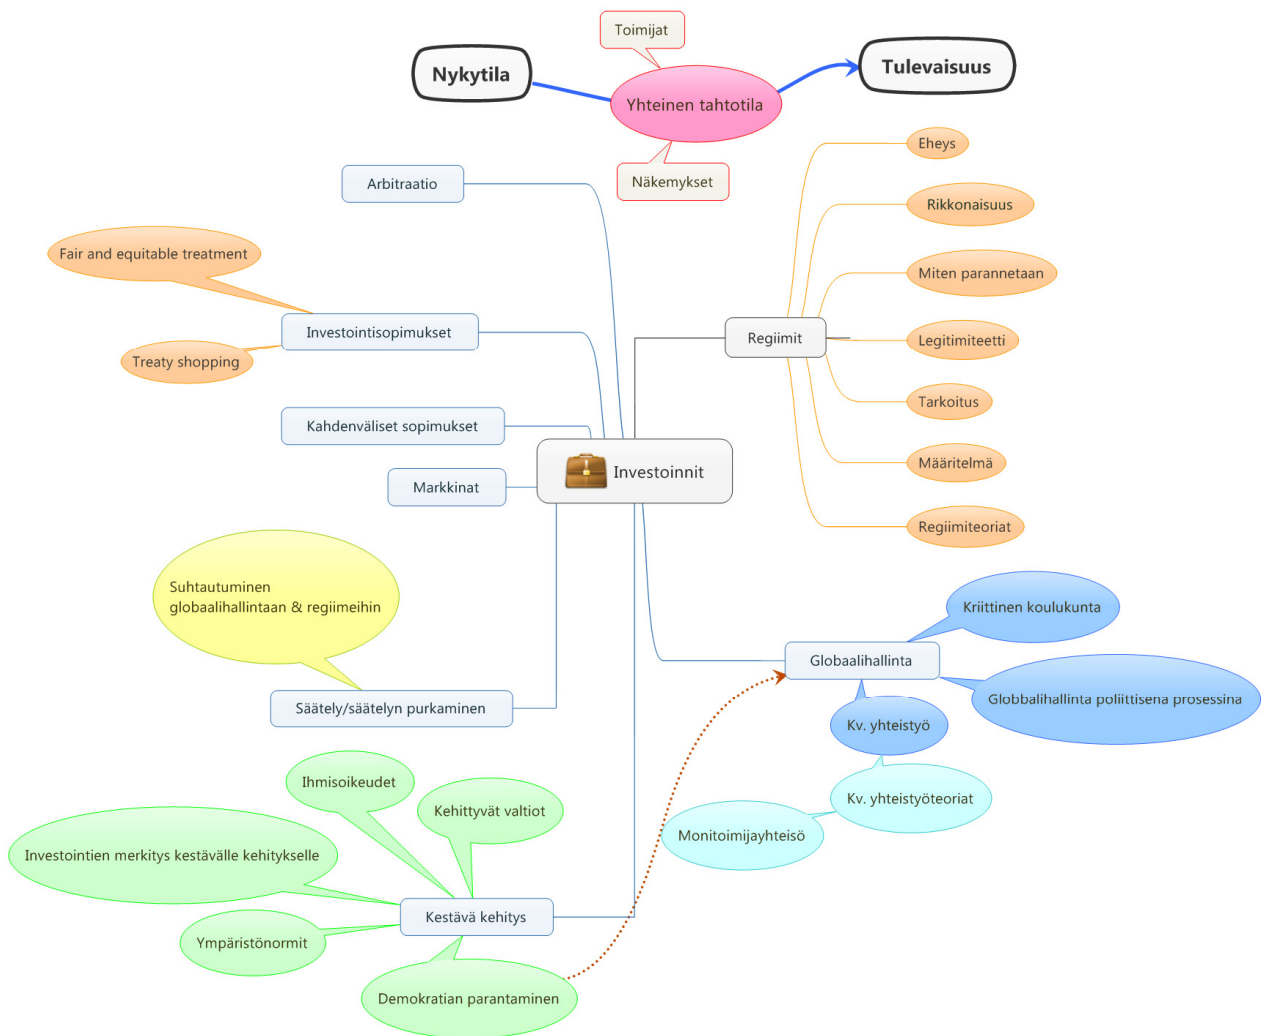 Toimijat
Nykytila
Tulevaisuus
Yhteinen tahtotila
Näkemykset
Arbitraatio
Fair and equitable treatment
Investointisopimukset
Treaty shopping
Kahdenväliset sopimukset
Markkinat
Investoinnit
Regiimit
Eheys
Rikkonaisuus
Miten parannetaan
Legitimiteetti
Tarkoitus
Määritelmä
Regiimiteoriat
Suhtautuminen
globaalihallintaan & regiimeihin
Säätely/säätelyn purkaminen
Globaalihallinta
Kriittinen koulukunta
Globbalihallinta poliittisena prosessina
Kv. yhteistyö
Kv. yhteistyöteoriat
Monitoimijayhteisö
Ihmisoikeudet
Kehittyvät valtiot
Investointien merkitys kestävälle kehitykselle
Kestävä kehitys
Ympäristönormit
Demokratian parantaminen